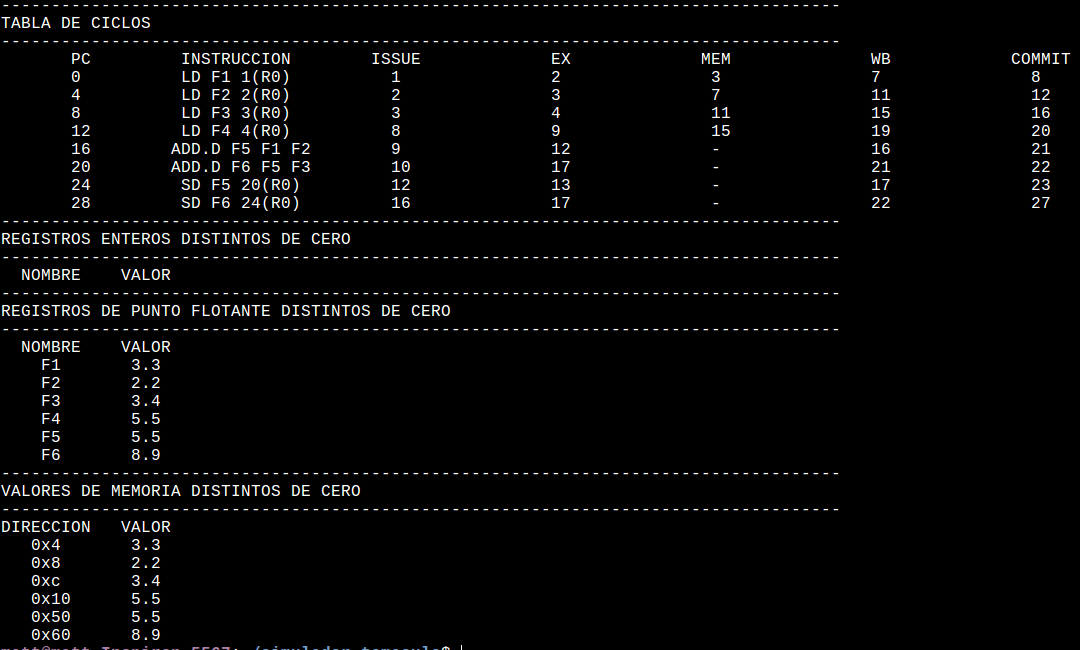 ------------------------------------------------------------------------------------
TABLA DE CICLOS
------------------------------------------------------------------------------------
PC INSTRUCCION ISSUE EX MEM WB COMMIT
0 LD F1 1(R0) 1 2 3 7 8
4 LD F2 2(R0) 2 3 7 11 12
8 LD F3 3(R0) 3 4 11 15 16
12 LD F4 4(R0) 8 9 15 19 20
16 ADD.D F5 F1 F2 9 12 - 16 21
20 ADD.D F6 F5 F3 10 17 - 21 22
24 SD F5 20(R0) 12 13 - 17 23
28 SD F6 24(R0) 16 17 - 22 27
------------------------------------------------------------------------------------
REGISTROS ENTEROS DISTINTOS DE CERO
------------------------------------------------------------------------------------
NOMBRE VALOR
------------------------------------------------------------------------------------
REGISTROS DE PUNTO FLOTANTE DISTINTOS DE CERO
------------------------------------------------------------------------------------
NOMBRE VALOR
F1 3.3
F2 2.2
F3 3.4
F4 5.5
F5 5.5
F6 8.9
------------------------------------------------------------------------------------
VALORES DE MEMORIA DISTINTOS DE CERO
------------------------------------------------------------------------------------
DIRECCION VALOR
0x4 3.3
0x8 2.2
0xc 3.4
0x10 5.5
0x50 5.5
0x60 8.9